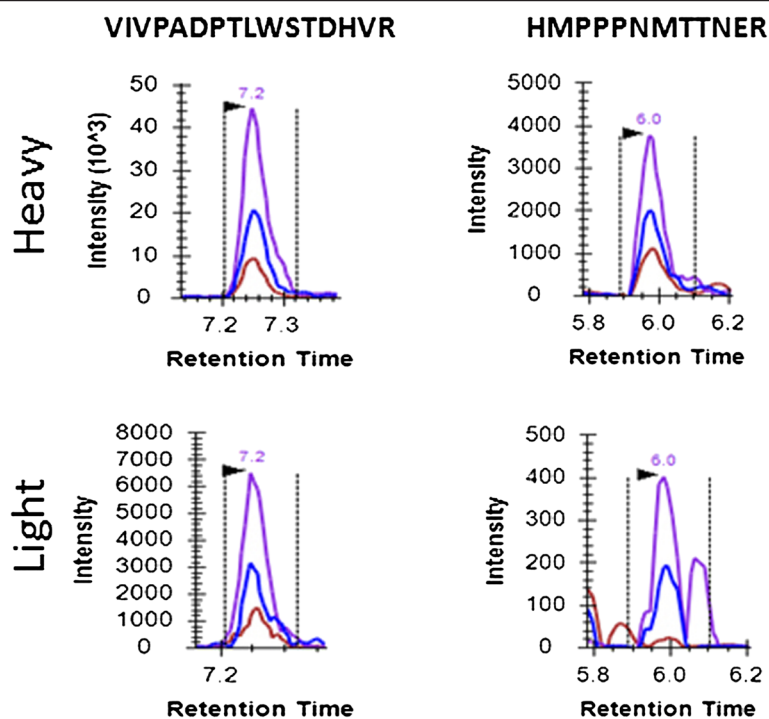 VIVPADPTLWSTDHVR
HMPPPNMTTNER
Heavy
Intensity (10^3)
50
40
30
20
10
0
7.2
7.2 7.3
Retention Time
Intensity
5000
4000
3000
2000
1000
0
6.0
5.8 6.0 6.2
Retention Time
Light
Intensity
8000
7000
6000
5000
4000
3000
2000
1000
0
7.2
7.2
Retention Time
Intensity
500
400
300
200
100
0
6.0
5.8 6.0 6.2
Retention Time